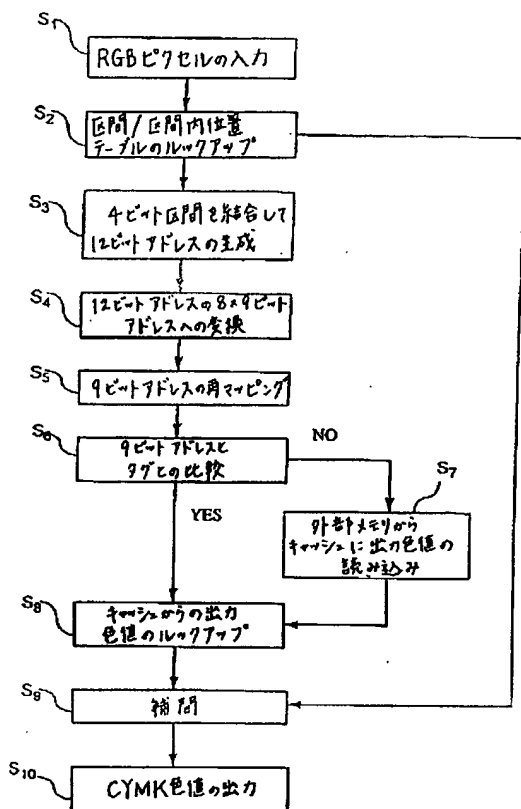 S1
RGBピクセルの入力
S2
区間/区間内位置
テーブルのルックアップ
S3
4ビット区間を結合して
12ビットアドレスの生成
S4
12ビットアドレスの8×9ビット
アドレスへの変換
S5
9ビットアドレスの再マッピング
S6
9ビットアドレスと
タグとの比較
NO
YES
S7
外部メモリから
キャッシュに出力色値の
読み込み
S8
キャッシュからの出力
色値のルックアップ
S9
補間
S10
CYMK色値の出力